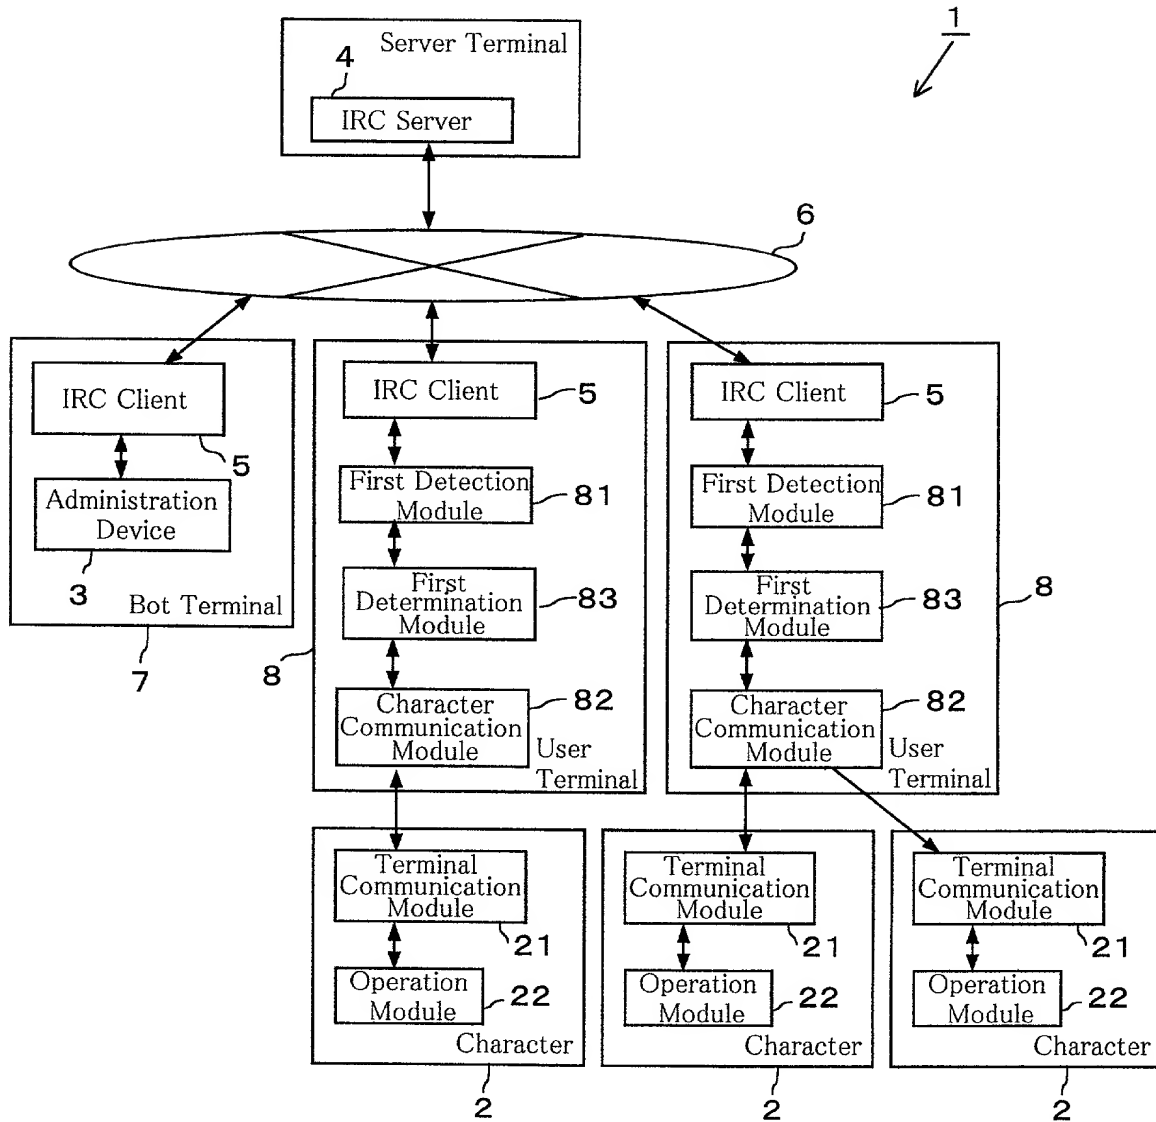 1
Server Terminal
4
IRC Server
6
IRC Client
5
Administration
Device
3
Bot Terminal
7
IRC Client
5
First Detection
Module
81
First
Determination
Module
83
8
Character
Communication
Module
82
User
Terminal
IRC Client
5
First Detection
Module
81
First
Determination
Module
83
8
Character
Communication
Module
82
User
Terminal
Terminal
Communication
Module
21
Operation
Module
22
Character
2
Terminal
Communication
Module
21
Operation
Module
22
Character
2
Terminal
Communication
Module
21
Operation
Module
22
Character
2